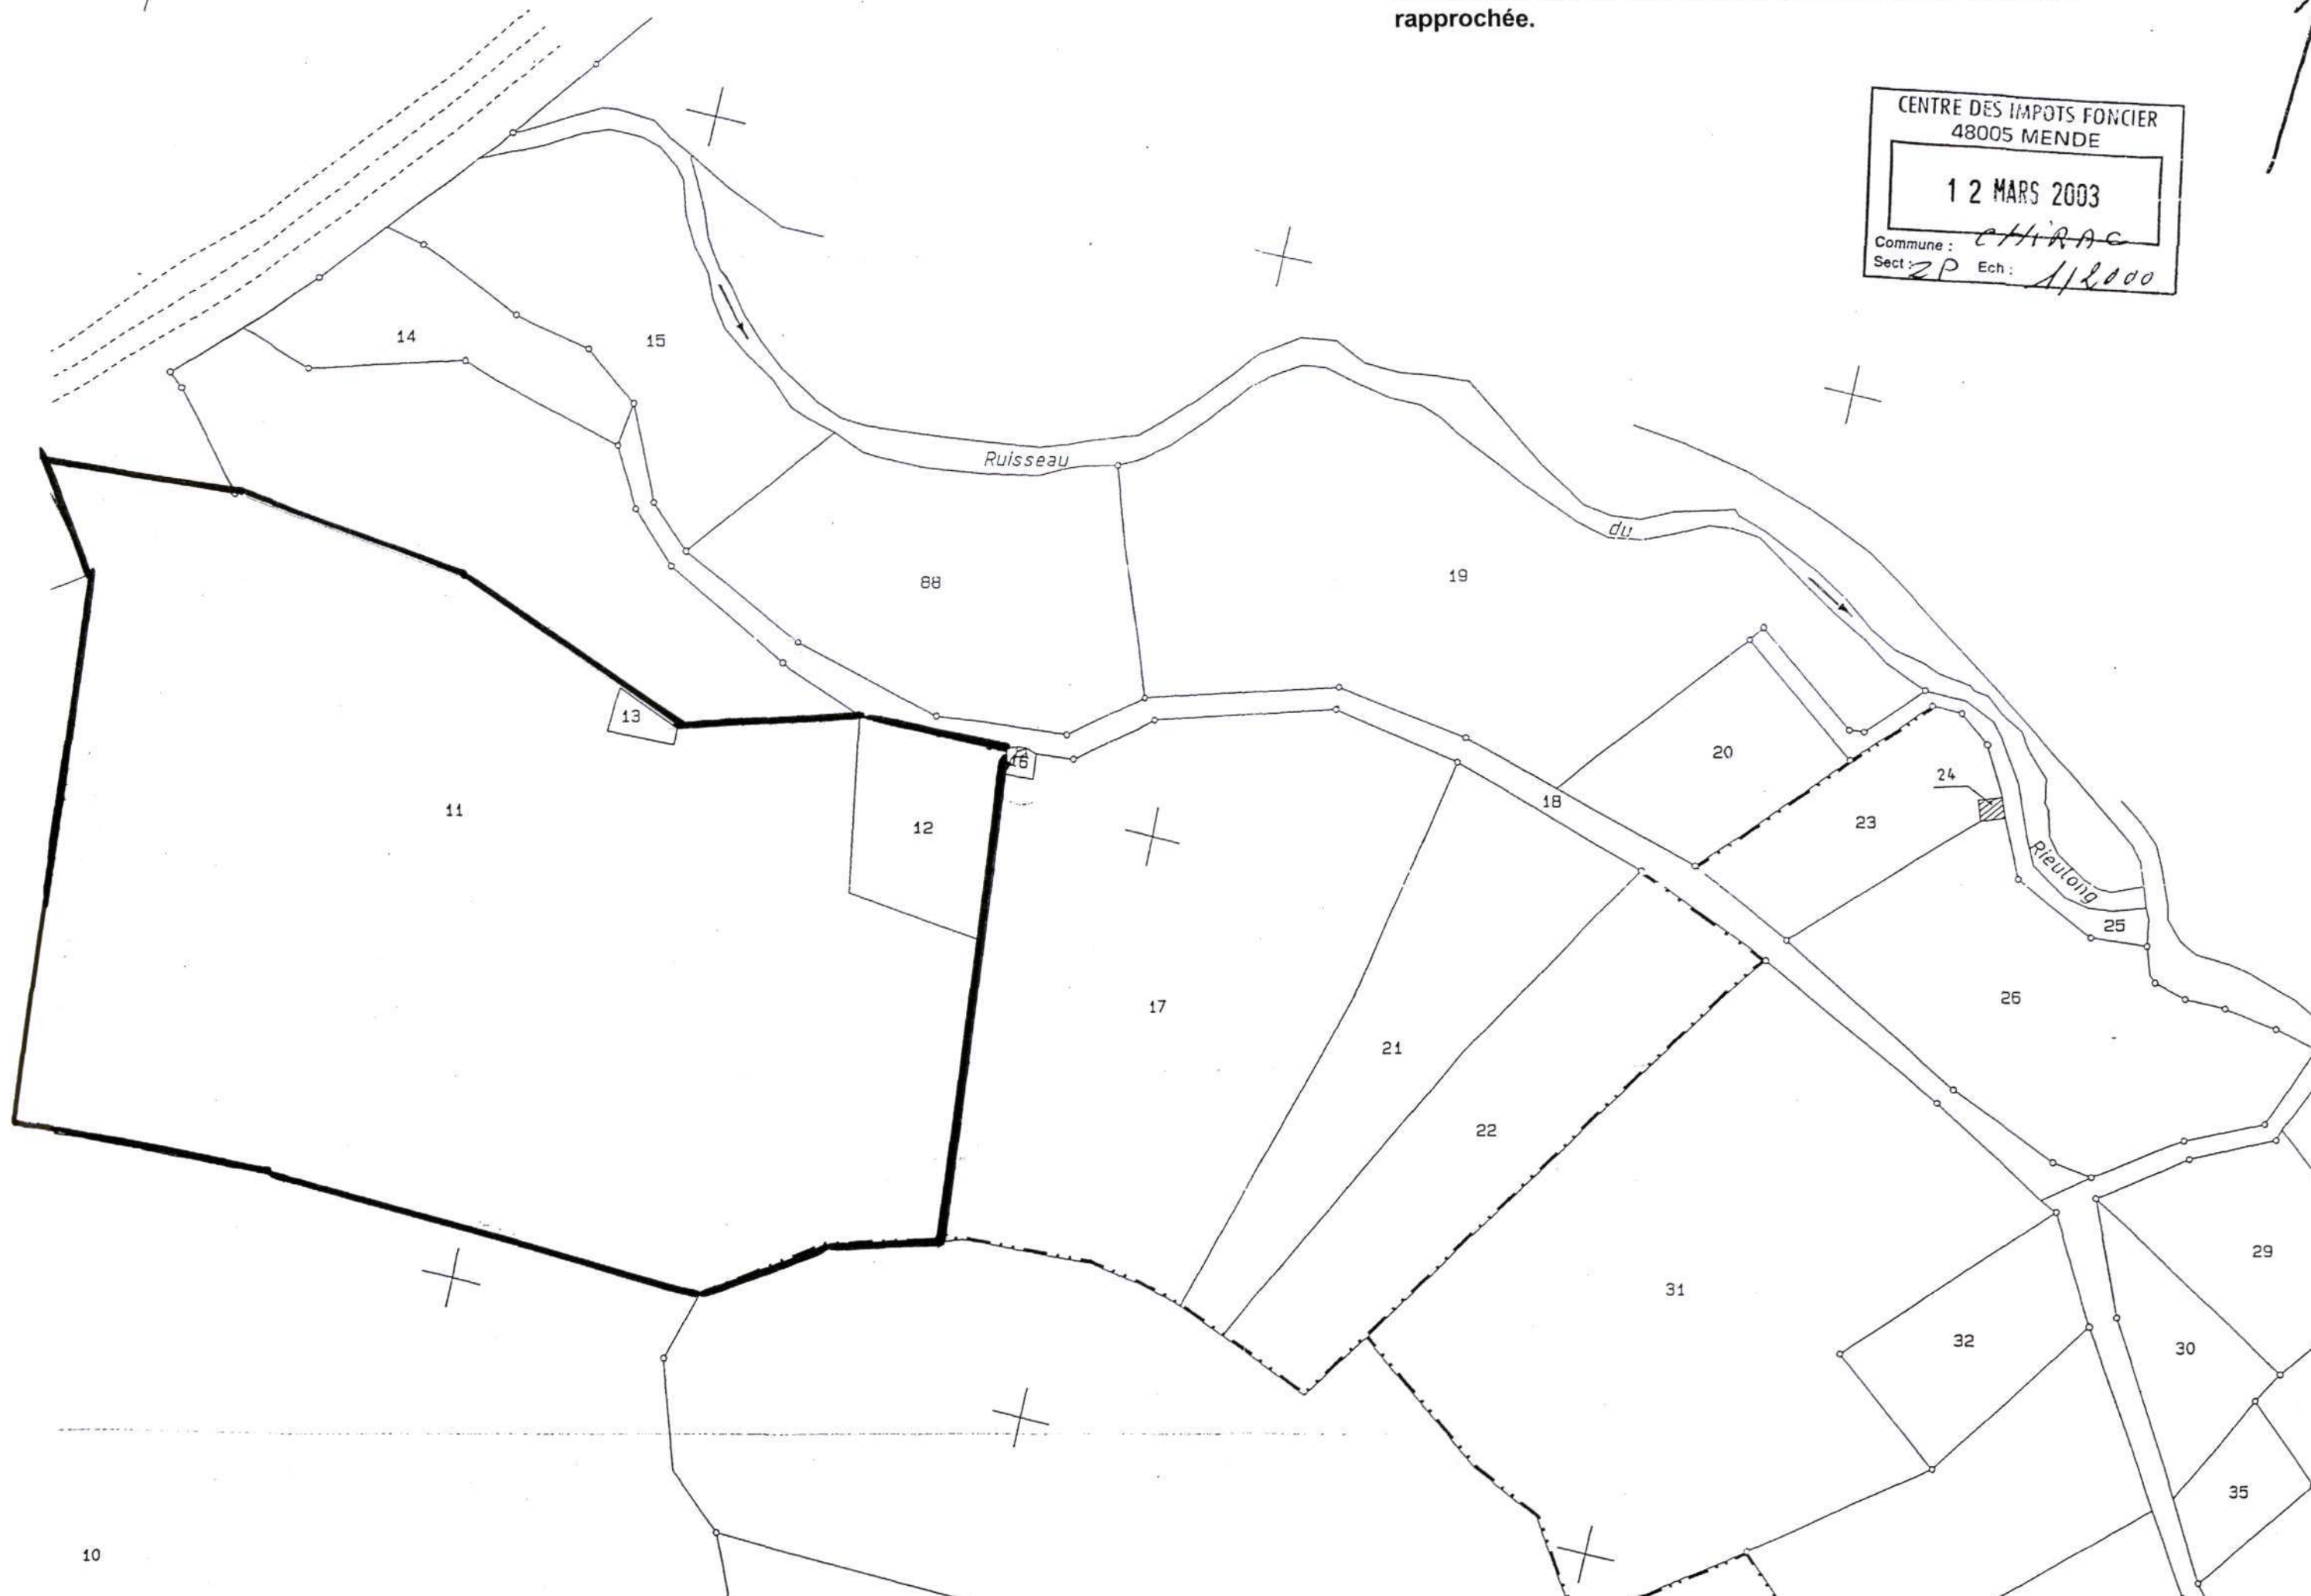 rapprochée.
CENTRE DES IMPOTS FONCIER
48005 MENDE
1 2 MARS 2003
Commune : CHIRAC
Sect : ZP Ech : 1/2000
14
15
Ruisseau
du
88
19
13
16
20
24
11
12
18
23
Rieulong
25
17
26
21
22
29
31
32
30
35
10